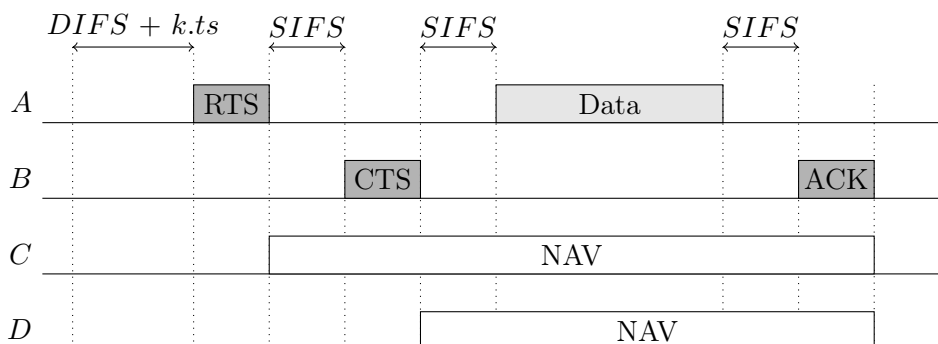 DIFS + k.ts SIFS SIFS SIFS
A RTS Data
B CTS ACK
C NAV
D NAV